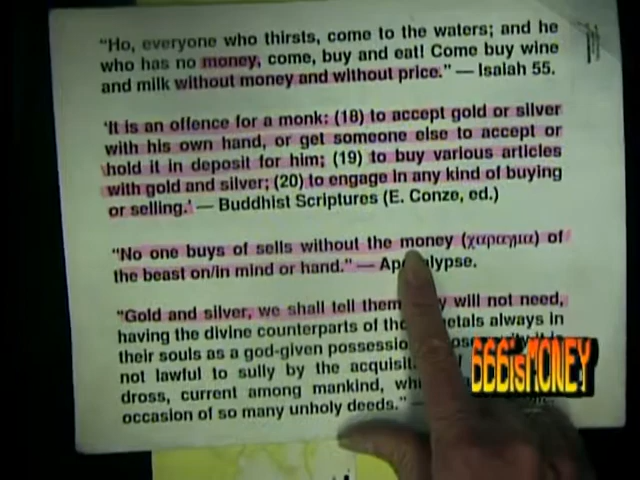 "Ho, everyone who thirsts, come to the waters; and he
who has no money, come, buy and eat! Come buy wine
and milk without money and without price." — Isaiah 55.
'It is an offence for a monk: (18) to accept gold or silver
with his own hand, or get someone else to accept or
hold it in deposit for him; (19) to buy various articles
with gold and silver; (20) to engage in any kind of buying
or selling.' — Buddhist Scriptures (E. Conze, ed.)
"No one buys of sells without the money (χαραγμα) of
the beast on/in mind or hand." — Apocalypse.
"Gold and silver, we shall tell them will not need,
having the divine counterparts of metals always in
their souls as a god-given
not lawful to sully by the
dross, current among mankind,
occasion of so many unholy deeds." —
666isMONEY